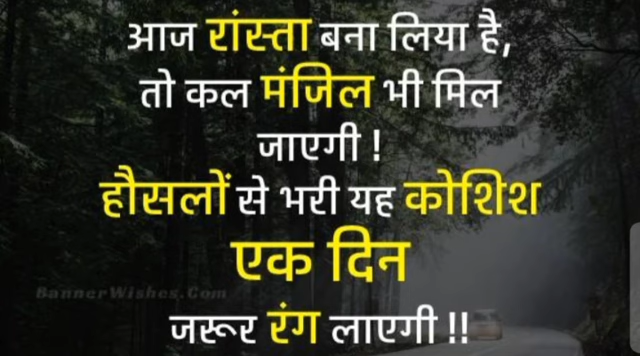 आज रांस्ता बना लिया है,
तो कल मंजिल भी मिल
जाएगी !
हौसलों से भरी यह कोशिश
एक दिन
BannerWishes.Com
जरूर रंग लाएगी !!